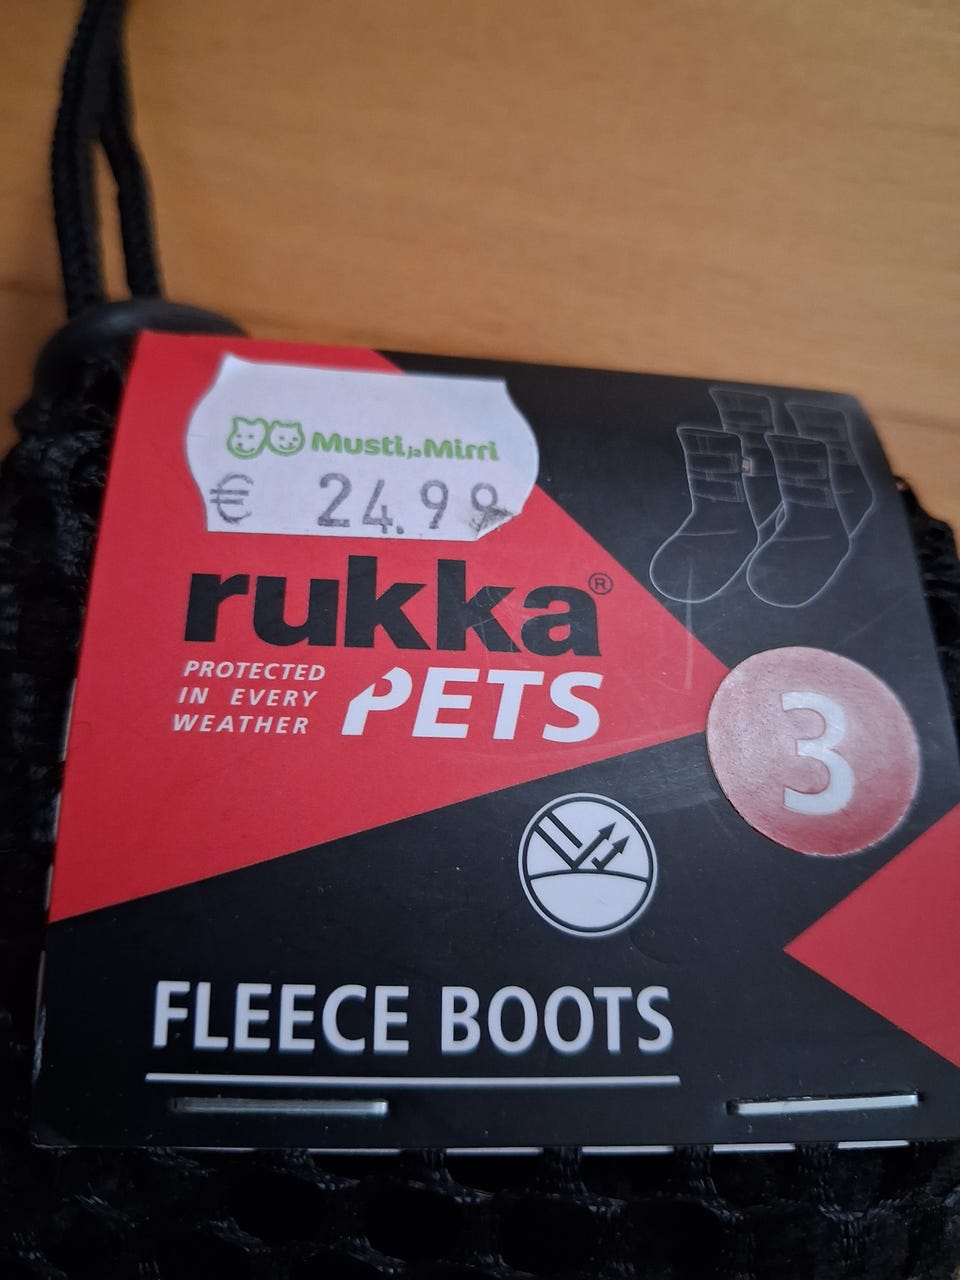 Musti ja Mirri
€ 24.99
rukka®
PROTECTED
IN EVERY
WEATHER
PETS
3
FLEECE BOOTS